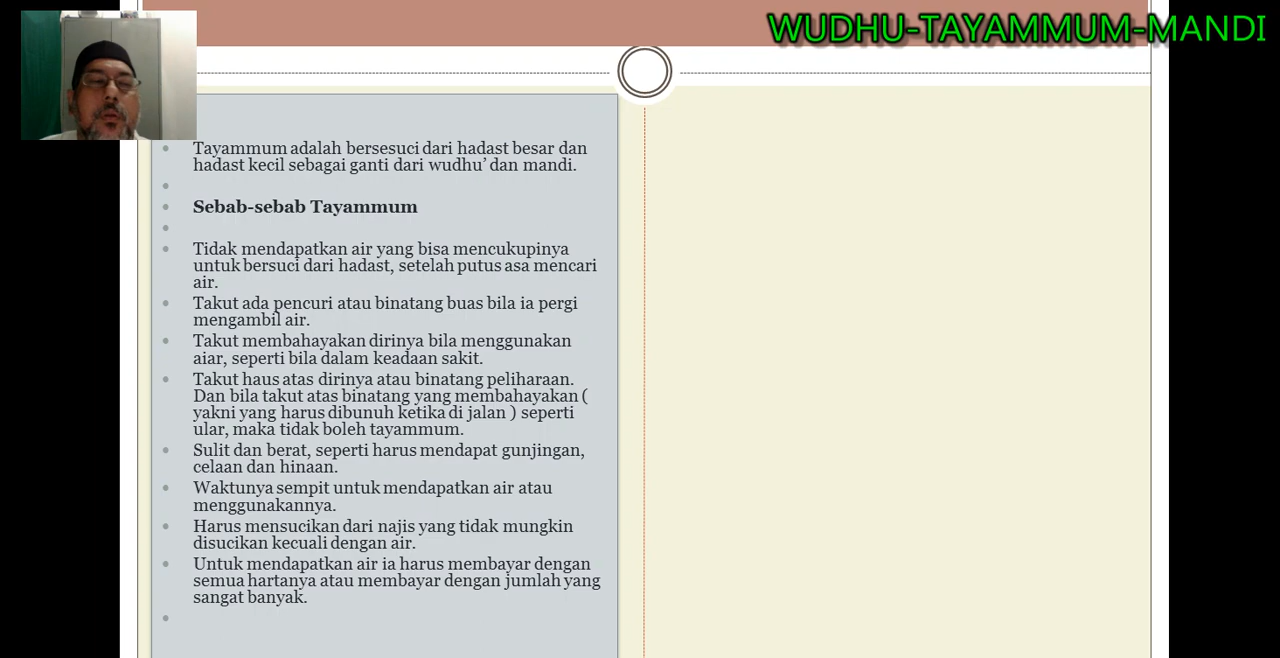 WUDHU-TAYAMMUM-MANDI
Tayammum adalah bersesuci dari hadast besar dan
hadast kecil sebagai ganti dari wudhu’ dan mandi.
Sebab-sebab Tayammum
Tidak mendapatkan air yang bisa mencukupinya
untuk bersuci dari hadast, setelah putus asa mencari
air.
Takut ada pencuri atau binatang buas bila ia pergi
mengambil air.
Takut membahayakan dirinya bila menggunakan
aiar, seperti bila dalam keadaan sakit.
Takut haus atas dirinya atau binatang peliharaan.
Dan bila takut atas binatang yang membahayakan (
yakni yang harus dibunuh ketika di jalan ) seperti
ular, maka tidak boleh tayammum.
Sulit dan berat, seperti harus mendapat gunjingan,
celaan dan hinaan.
Waktunya sempit untuk mendapatkan air atau
menggunakannya.
Harus mensucikan dari najis yang tidak mungkin
disucikan kecuali dengan air.
Untuk mendapatkan air ia harus membayar dengan
semua hartanya atau membayar dengan jumlah yang
sangat banyak.